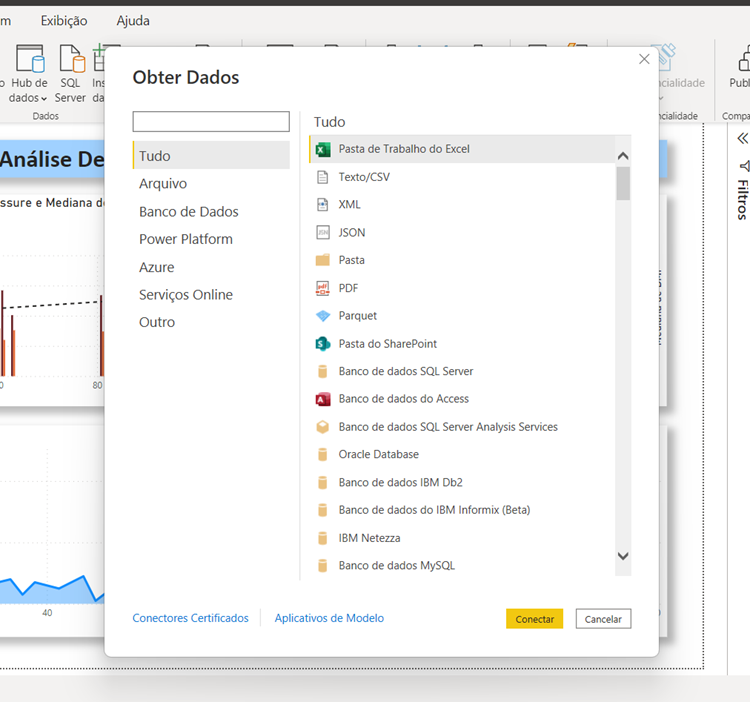 m Exibição Ajuda
Hub de dados
SQL Server
Ins
da
cialidade
Publ
Dados
cialidade
Compa
Análise De
ssure e Mediana de
80
40
Filtros
Obter Dados
Tudo
Arquivo
Banco de Dados
Power Platform
Azure
Serviços Online
Outro
Tudo
Pasta de Trabalho do Excel
Texto/CSV
XML
JSON
Pasta
PDF
Parquet
Pasta do SharePoint
Banco de dados SQL Server
Banco de dados do Access
Banco de dados SQL Server Analysis Services
Oracle Database
Banco de dados IBM Db2
Banco de dados do IBM Informix (Beta)
IBM Netezza
Banco de dados MySQL
Conectores Certificados
Aplicativos de Modelo
Conectar
Cancelar